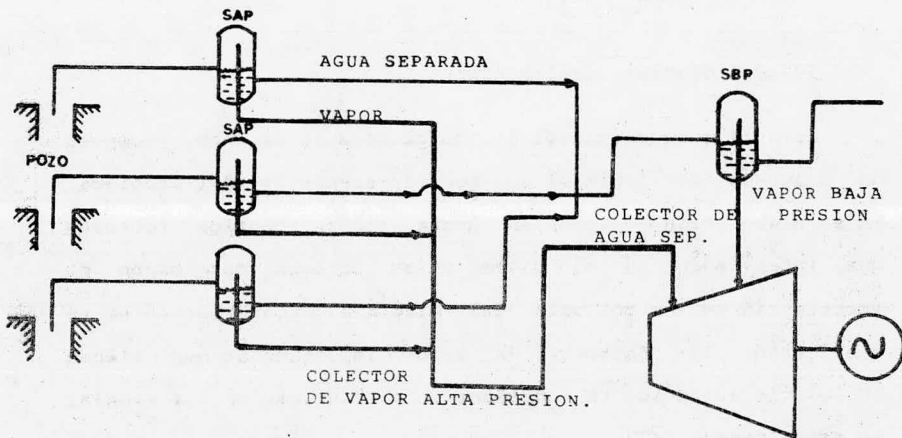 SAP
AGUA SEPARADA
SBP
VAPOR
SAP
POZO
VAPOR BAJA
PRESION
COLECTOR DE
AGUA SEP.
COLECTOR
DE VAPOR ALTA PRESION.